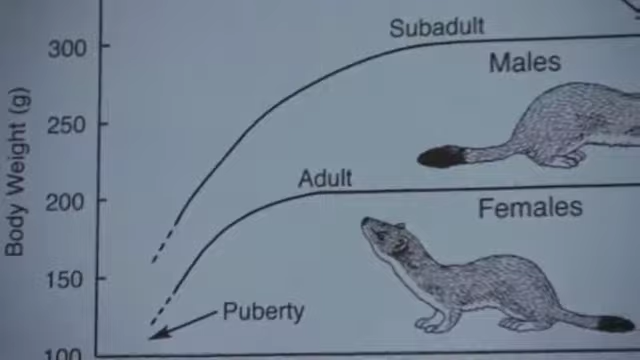 Subadult
300
Males
250
Body Weight (g)
Adult
200
Females
150
Puberty
100